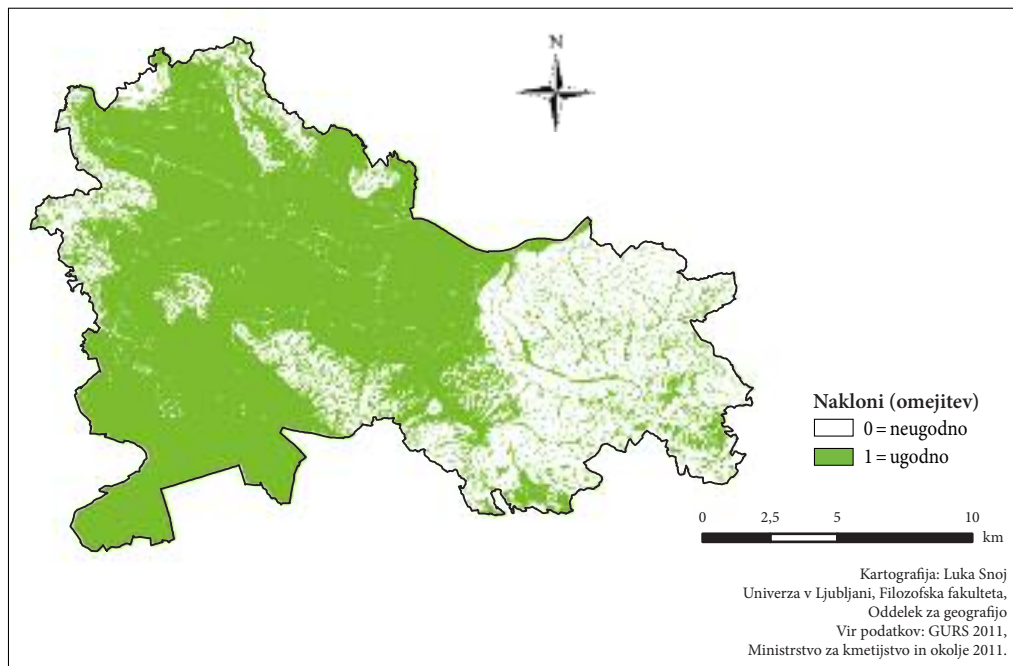 N
Nakloni (omejitev)
0 = neugodno
1 = ugodno
0 2,5 5 10
km
Kartografija: Luka Snoj
Univerza v Ljubljani, Filozofska fakulteta,
Oddelek za geografijo
Vir podatkov: GURS 2011,
Ministrstvo za kmetijstvo in okolje 2011.